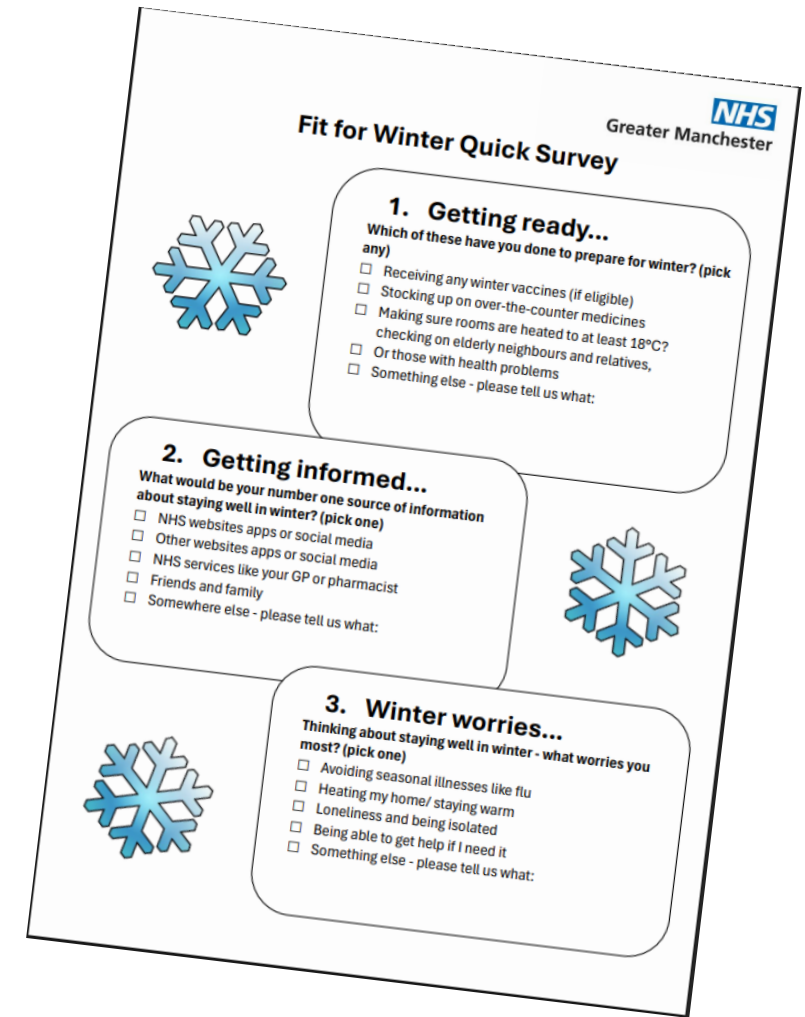 NHS
Greater Manchester
Fit for Winter Quick Survey
1. Getting ready...
Which of these have you done to prepare for winter? (pick
any)
☐ Receiving any winter vaccines (if eligible)
☐ Stocking up on over-the-counter medicines
☐ Making sure rooms are heated to at least 18°C?
checking on elderly neighbours and relatives,
☐ Or those with health problems
☐ Something else - please tell us what:
2. Getting informed...
What would be your number one source of information
about staying well in winter? (pick one)
☐ NHS websites apps or social media
☐ Other websites apps or social media
☐ NHS services like your GP or pharmacist
☐ Friends and family
☐ Somewhere else - please tell us what:
3. Winter worries...
Thinking about staying well in winter - what worries you
most? (pick one)
☐ Avoiding seasonal illnesses like flu
☐ Heating my home/ staying warm
☐ Loneliness and being isolated
☐ Being able to get help if I need it
☐ Something else - please tell us what: